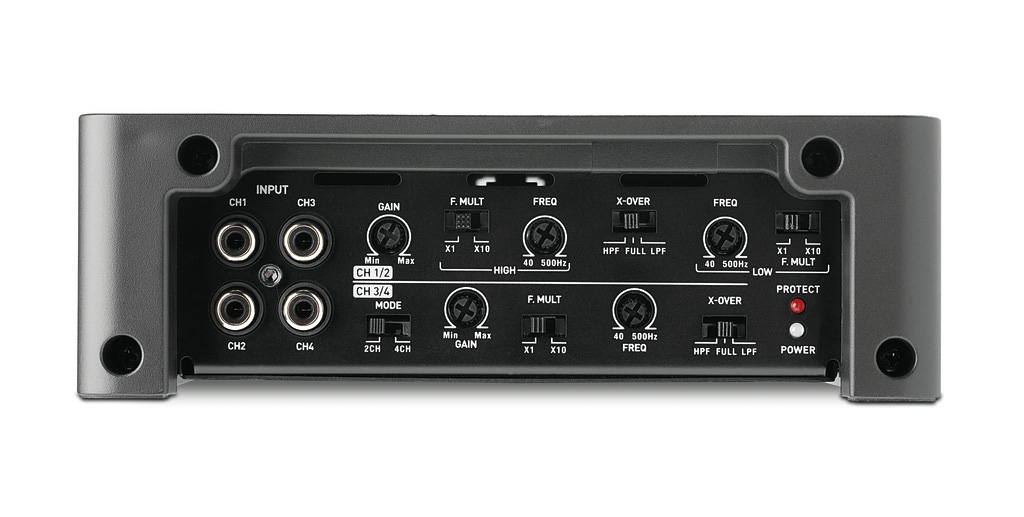 INPUT
CH1 CH3
CH2 CH4
GAIN
Min Max
F. MULT
X1 X10
FREQ
40 500Hz
HIGH
X-OVER
HPF FULL LPF
FREQ
40 500Hz
X1 X10
F. MULT
LOW
CH 1/2
CH 3/4
MODE
2CH 4CH
Min Max
GAIN
F. MULT
X1 X10
40 500Hz
FREQ
X-OVER
HPF FULL LPF
PROTECT
POWER